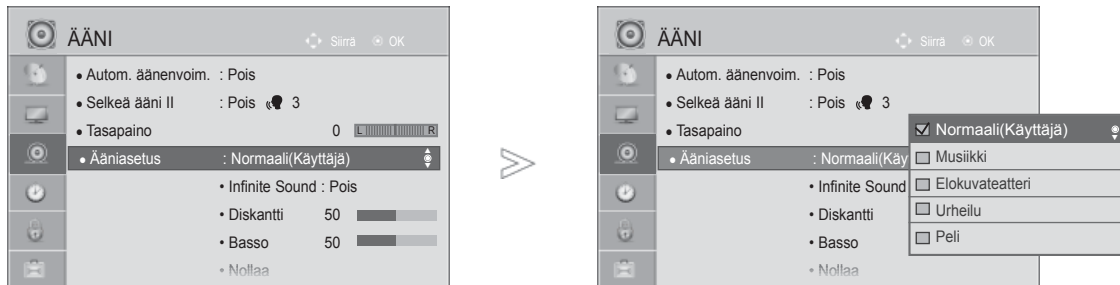 ÄÄNI
Siirrä OK
• Autom. äänenvoim. : Pois
• Selkeä ääni II : Pois 3
• Tasapaino 0 L R
• Ääniasetus : Normaali(Käyttäjä)
• Infinite Sound : Pois
• Diskantti 50
• Basso 50
• Nollaa
ÄÄNI
Siirrä OK
• Autom. äänenvoim. : Pois
• Selkeä ääni II : Pois 3
• Tasapaino
• Ääniasetus : Normaali(Käy
• Infinite Sound
• Diskantti
• Basso
• Nollaa
Normaali(Käyttäjä)
Musiikki
Elokuvateatteri
Urheilu
Peli